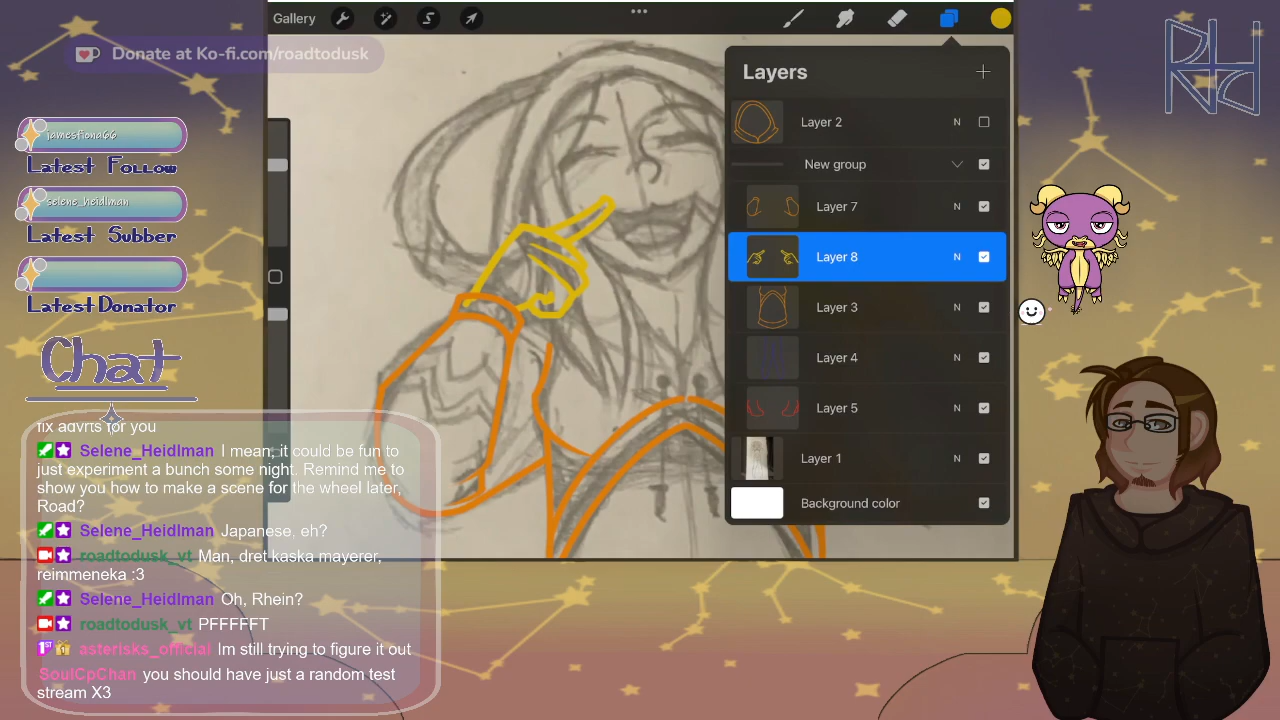 Gallery
Donate at Ko-fi.com/roadtodusk
jamesfiona66
Latest Follow
selene_heidlman
Latest Subber
Latest Donator
Chat
fix advrts for you
Selene_Heidlman I mean, it could be fun to
just experiment a bunch some night. Remind me to
show you how to make a scene for the wheel later,
Road?
Selene_Heidlman Japanese, eh?
roadtodusk_vt Man, dret kaska mayerer,
reimmeneka :3
Selene_Heidlman Oh, Rhein?
roadtodusk_vt PFFFFFT
asterisks_official Im still trying to figure it out
SoulCpChan you should have just a random test
stream X3
Layers
Layer 2 N
New group
Layer 7 N
Layer 8 N
Layer 3 N
Layer 4 N
Layer 5 N
Layer 1 N
Background color